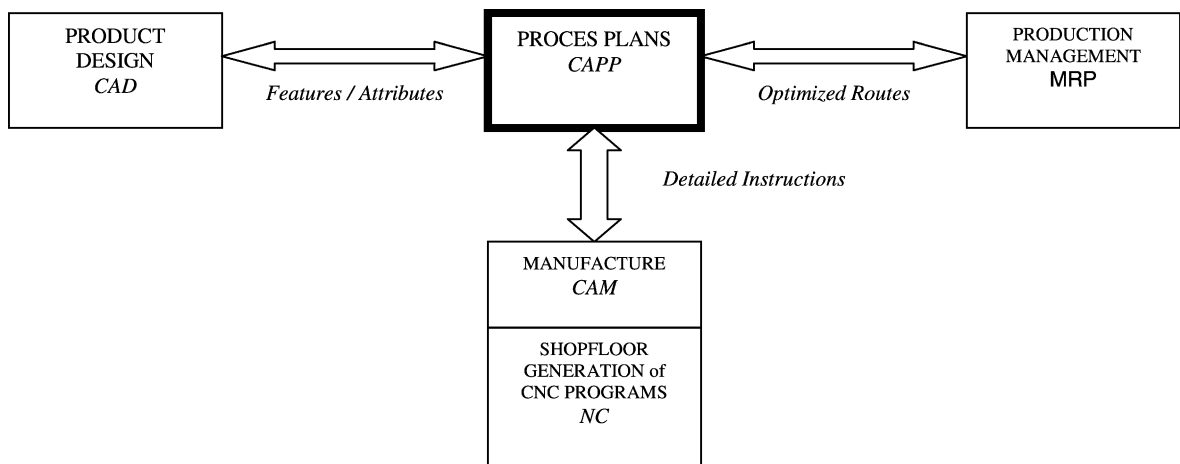 PRODUCT
DESIGN
CAD
Features / Attributes
PROCES PLANS
CAPP
Optimized Routes
PRODUCTION
MANAGEMENT
MRP
Detailed Instructions
MANUFACTURE
CAM
SHOPFLOOR
GENERATION of
CNC PROGRAMS
NC